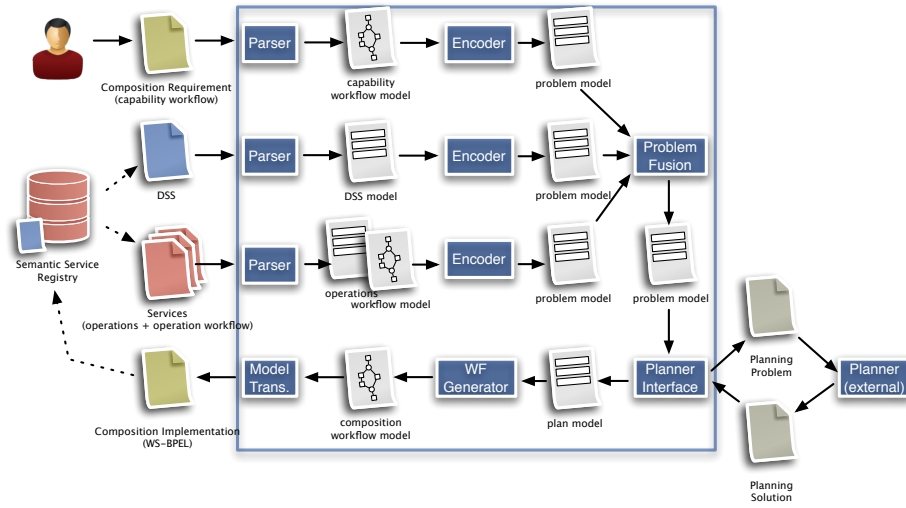 Parser
Encoder
capability
workflow model
problem model
Composition Requirement
(capability workflow)
Parser
Encoder
Problem
Fusion
DSS
DSS model
problem model
Semantic Service
Registry
Parser
Encoder
operations
workflow model
problem model
problem model
Services
(operations + operation workflow)
Model
Trans.
WF
Generator
Planner
Interface
Planning
Problem
Planner
(external)
Composition Implementation
(WS-BPEL)
composition
workflow model
plan model
Planning
Solution